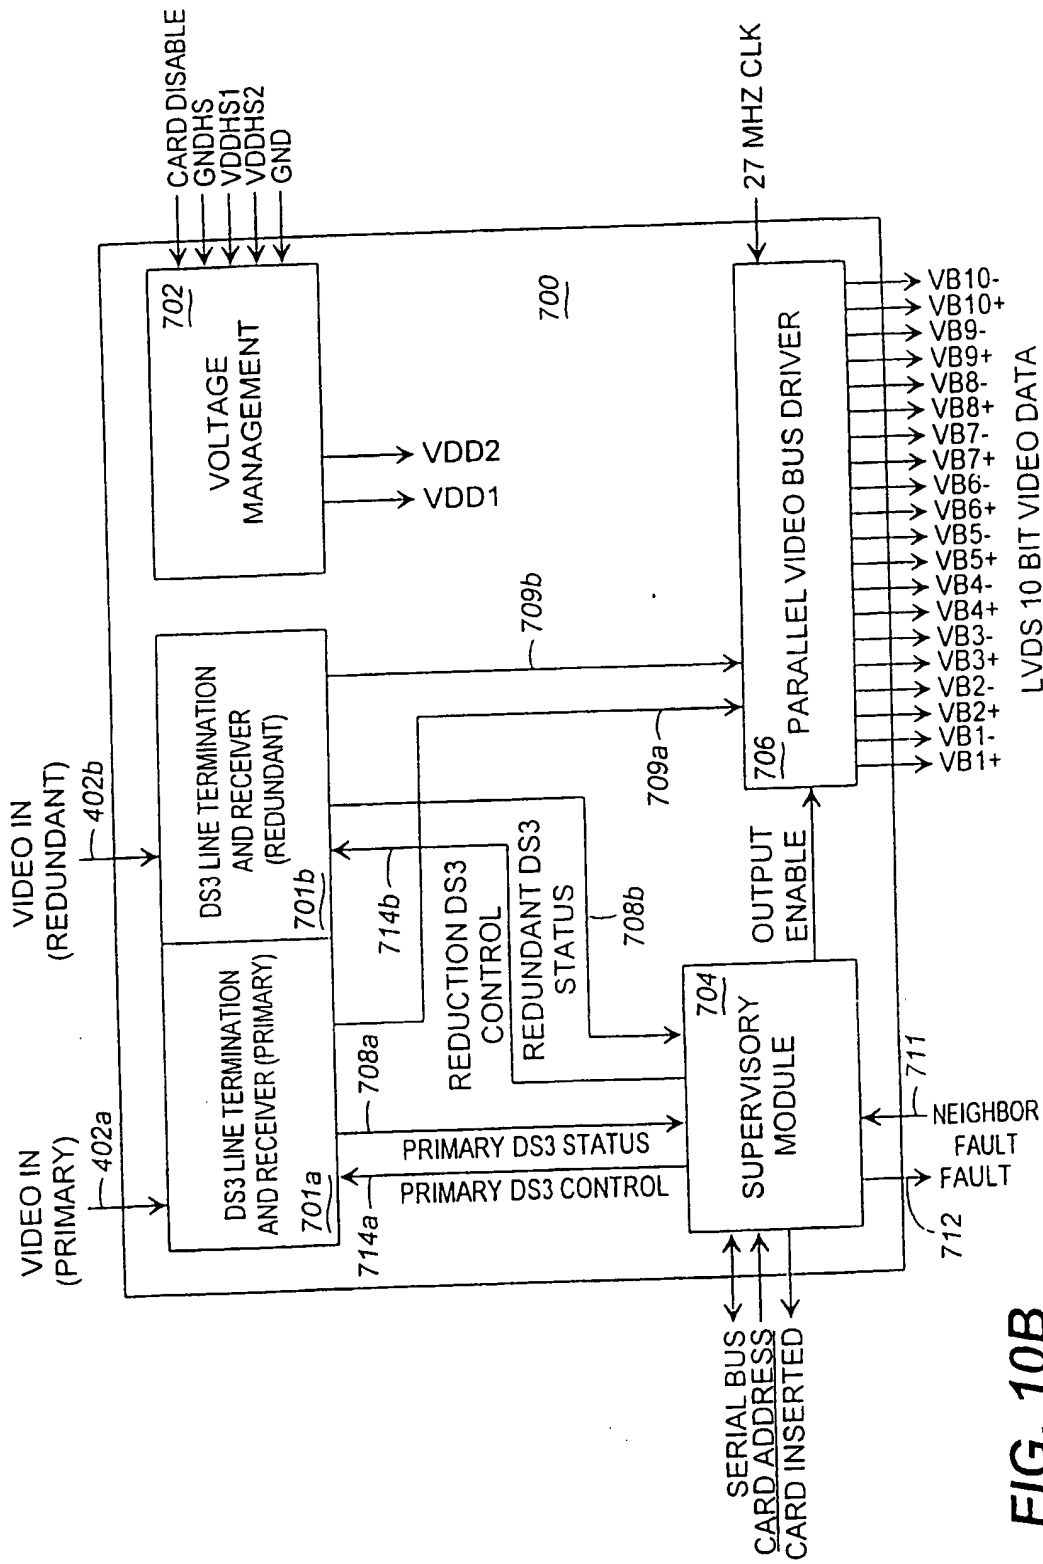 VIDEO IN
(PRIMARY)
402a
VIDEO IN
(REDUNDANT)
402b
CARD DISABLE
GNDHS
VDDHS1
VDDHS2
GND
DS3 LINE TERMINATION
AND RECEIVER (PRIMARY)
701a
DS3 LINE TERMINATION
AND RECEIVER
(REDUNDANT)
701b
702
VOLTAGE
MANAGEMENT
VDD1
VDD2
700
714a
708a
PRIMARY DS3 STATUS
PRIMARY DS3 CONTROL
714b
REDUCTION DS3
CONTROL
REDUNDANT DS3
STATUS
708b
709a
709b
SERIAL BUS
CARD ADDRESS
CARD INSERTED
704
SUPERVISORY
MODULE
OUTPUT
ENABLE
706
PARALLEL VIDEO BUS DRIVER
27 MHZ CLK
712
FAULT
711
NEIGHBOR
FAULT
VB1+
VB1-
VB2+
VB2-
VB3+
VB3-
VB4+
VB4-
VB5+
VB5-
VB6+
VB6-
VB7+
VB7-
VB8+
VB8-
VB9+
VB9-
VB10+
VB10-
LVDS 10 BIT VIDEO DATA
FIG. 10B